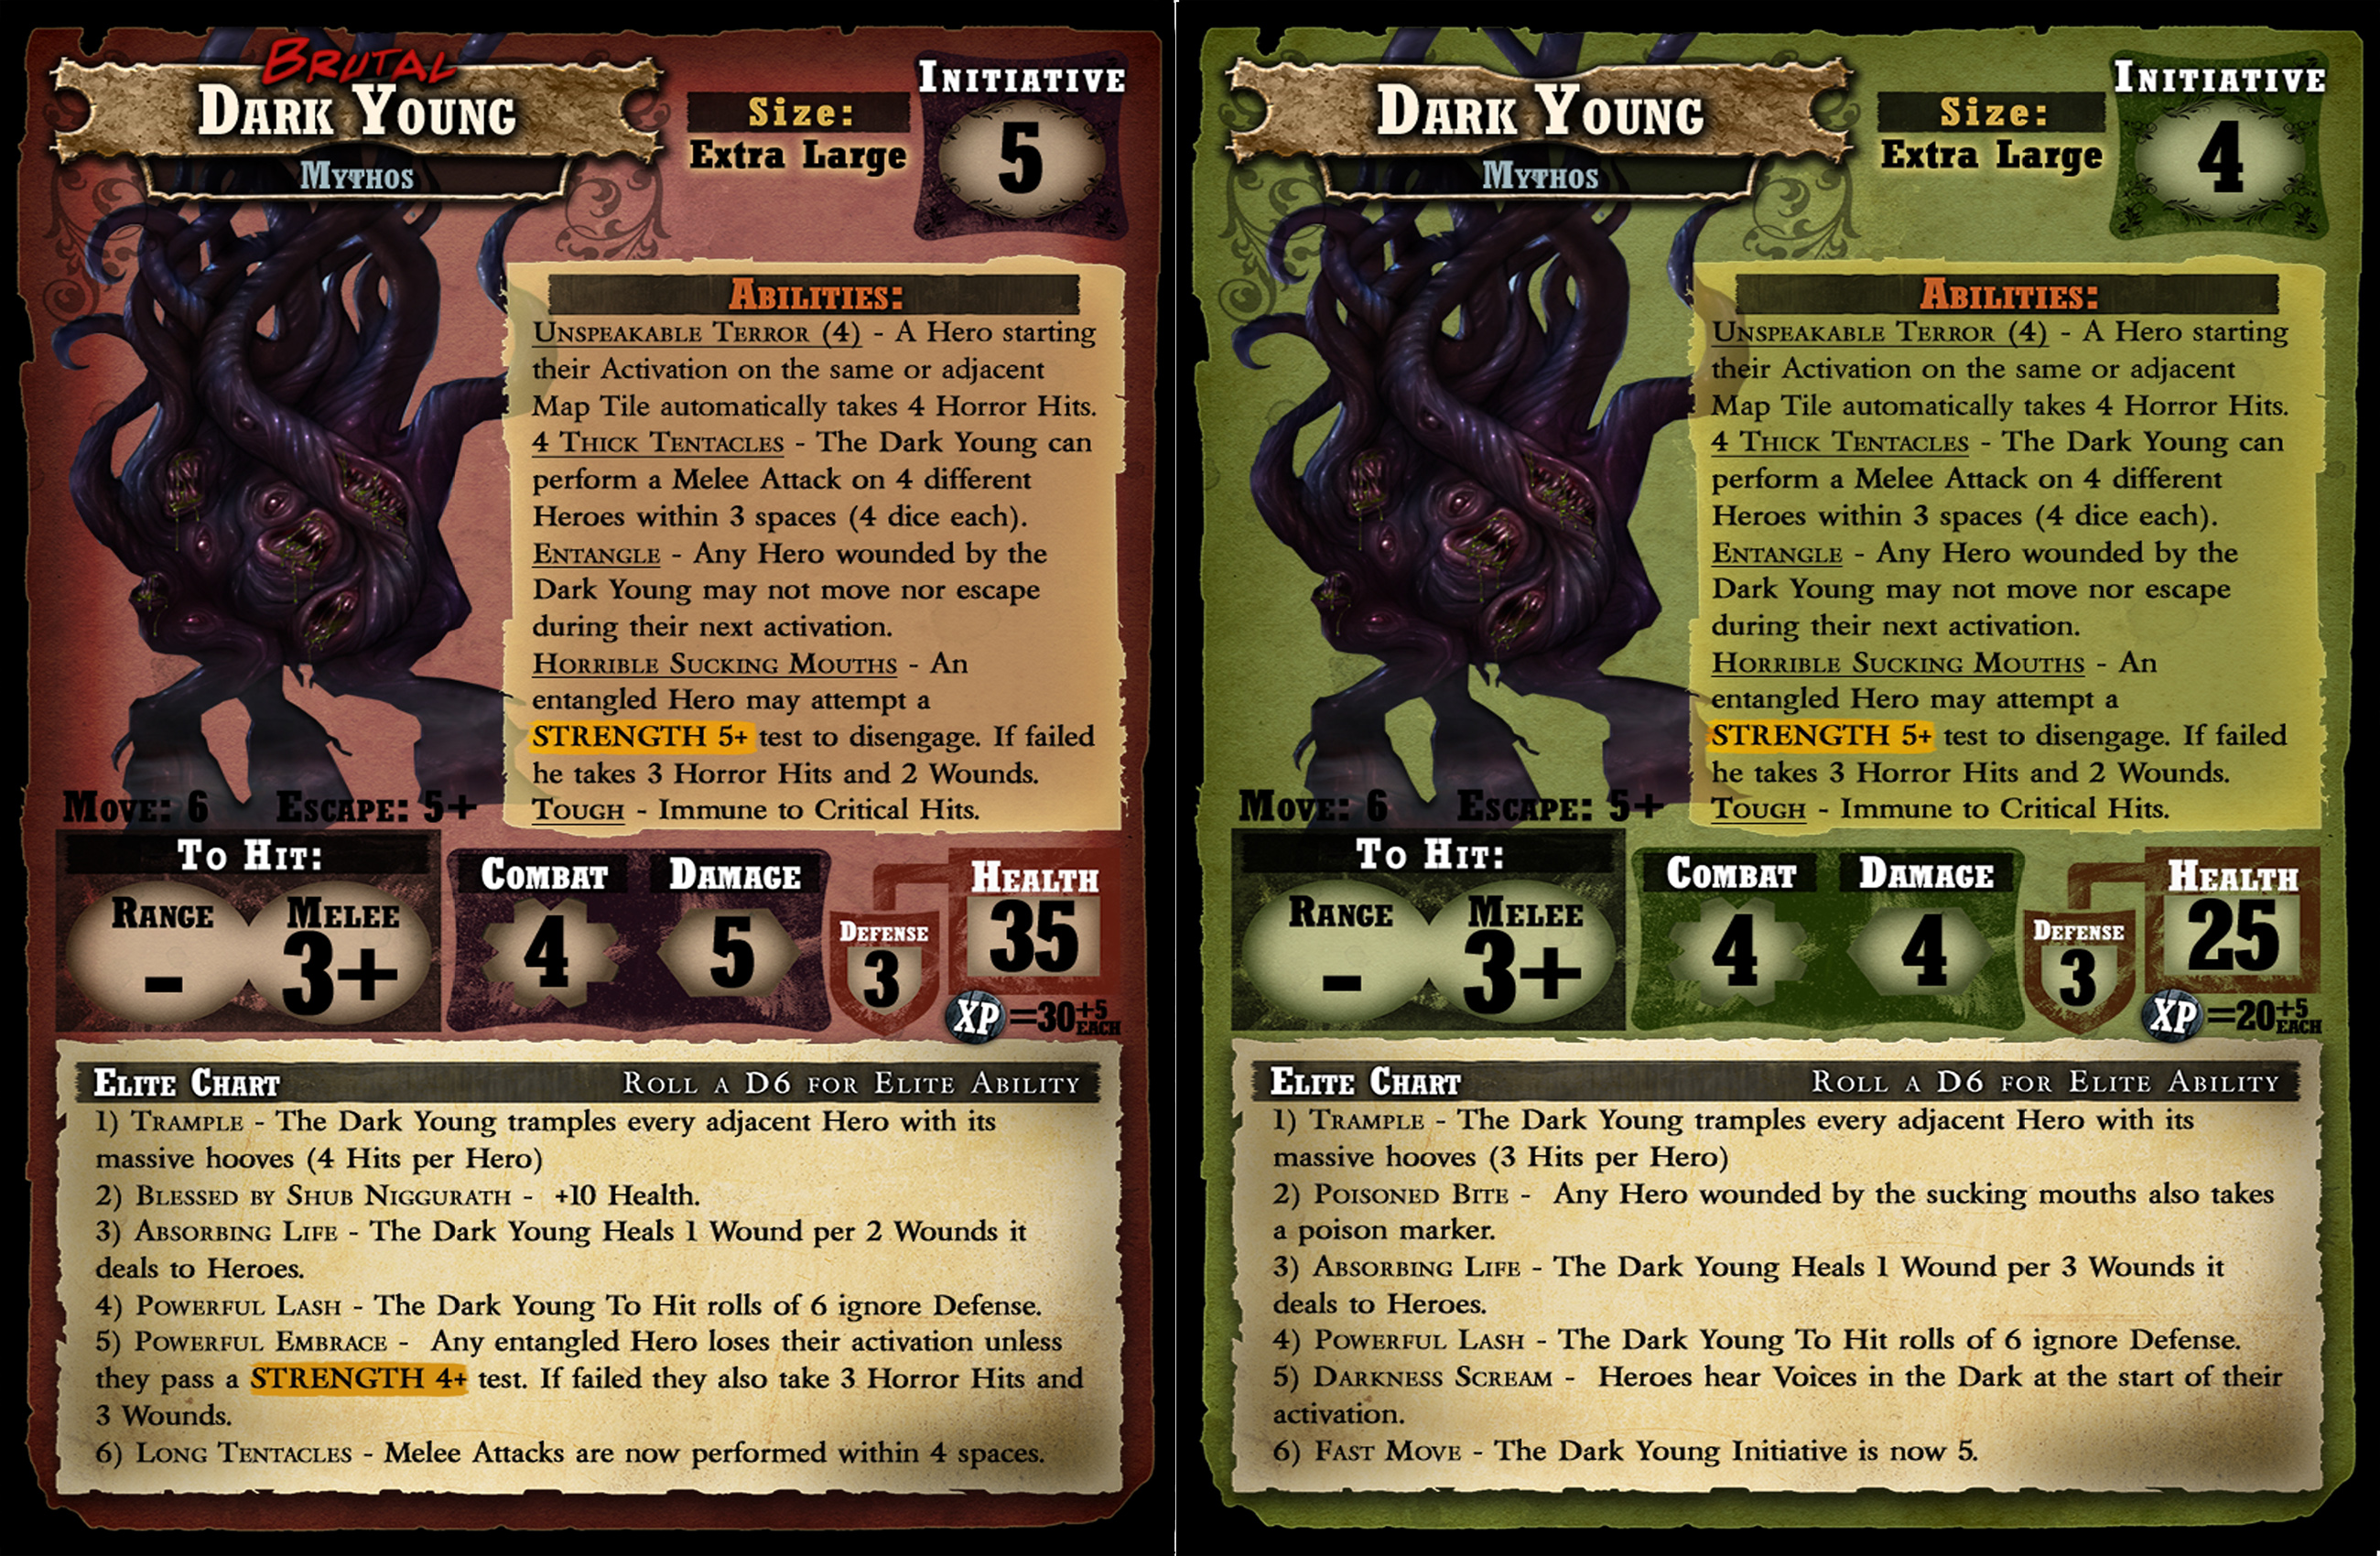 BRUTAL
DARK YOUNG
MYTHOS
Size:
Extra Large
INITIATIVE
5
ABILITIES:
UNSPEAKABLE TERROR (4) - A Hero starting
their Activation on the same or adjacent
Map Tile automatically takes 4 Horror Hits.
4 THICK TENTACLES - The Dark Young can
perform a Melee Attack on 4 different
Heroes within 3 spaces (4 dice each).
ENTANGLE - Any Hero wounded by the
Dark Young may not move nor escape
during their next activation.
HORRIBLE SUCKING MOUTHS - An
entangled Hero may attempt a
STRENGTH 5+ test to disengage. If failed
he takes 3 Horror Hits and 2 Wounds.
TOUGH - Immune to Critical Hits.
MOVE: 6 ESCAPE: 5+
TO HIT:
RANGE MELEE
- 3+
COMBAT
4
DAMAGE
5
DEFENSE
3
HEALTH
35
XP=30+5 EACH
ELITE CHART ROLL A D6 FOR ELITE ABILITY
1) TRAMPLE - The Dark Young tramples every adjacent Hero with its
massive hooves (4 Hits per Hero)
2) BLESSED BY SHUB NIGGURATH - +10 Health.
3) ABSORBING LIFE - The Dark Young Heals 1 Wound per 2 Wounds it
deals to Heroes.
4) POWERFUL LASH - The Dark Young To Hit rolls of 6 ignore Defense.
5) POWERFUL EMBRACE - Any entangled Hero loses their activation unless
they pass a STRENGTH 4+ test. If failed they also take 3 Horror Hits and
3 Wounds.
6) LONG TENTACLES - Melee Attacks are now performed within 4 spaces.
DARK YOUNG
MYTHOS
Size:
Extra Large
INITIATIVE
4
ABILITIES:
UNSPEAKABLE TERROR (4) - A Hero starting
their Activation on the same or adjacent
Map Tile automatically takes 4 Horror Hits.
4 THICK TENTACLES - The Dark Young can
perform a Melee Attack on 4 different
Heroes within 3 spaces (4 dice each).
ENTANGLE - Any Hero wounded by the
Dark Young may not move nor escape
during their next activation.
HORRIBLE SUCKING MOUTHS - An
entangled Hero may attempt a
STRENGTH 5+ test to disengage. If failed
he takes 3 Horror Hits and 2 Wounds.
TOUGH - Immune to Critical Hits.
MOVE: 6 ESCAPE: 5+
TO HIT:
RANGE MELEE
- 3+
COMBAT
4
DAMAGE
4
DEFENSE
3
HEALTH
25
XP=20+5 EACH
ELITE CHART ROLL A D6 FOR ELITE ABILITY
1) TRAMPLE - The Dark Young tramples every adjacent Hero with its
massive hooves (3 Hits per Hero)
2) POISONED BITE - Any Hero wounded by the sucking mouths also takes
a poison marker.
3) ABSORBING LIFE - The Dark Young Heals 1 Wound per 3 Wounds it
deals to Heroes.
4) POWERFUL LASH - The Dark Young To Hit rolls of 6 ignore Defense.
5) DARKNESS SCREAM - Heroes hear Voices in the Dark at the start of their
activation.
6) FAST MOVE - The Dark Young Initiative is now 5.